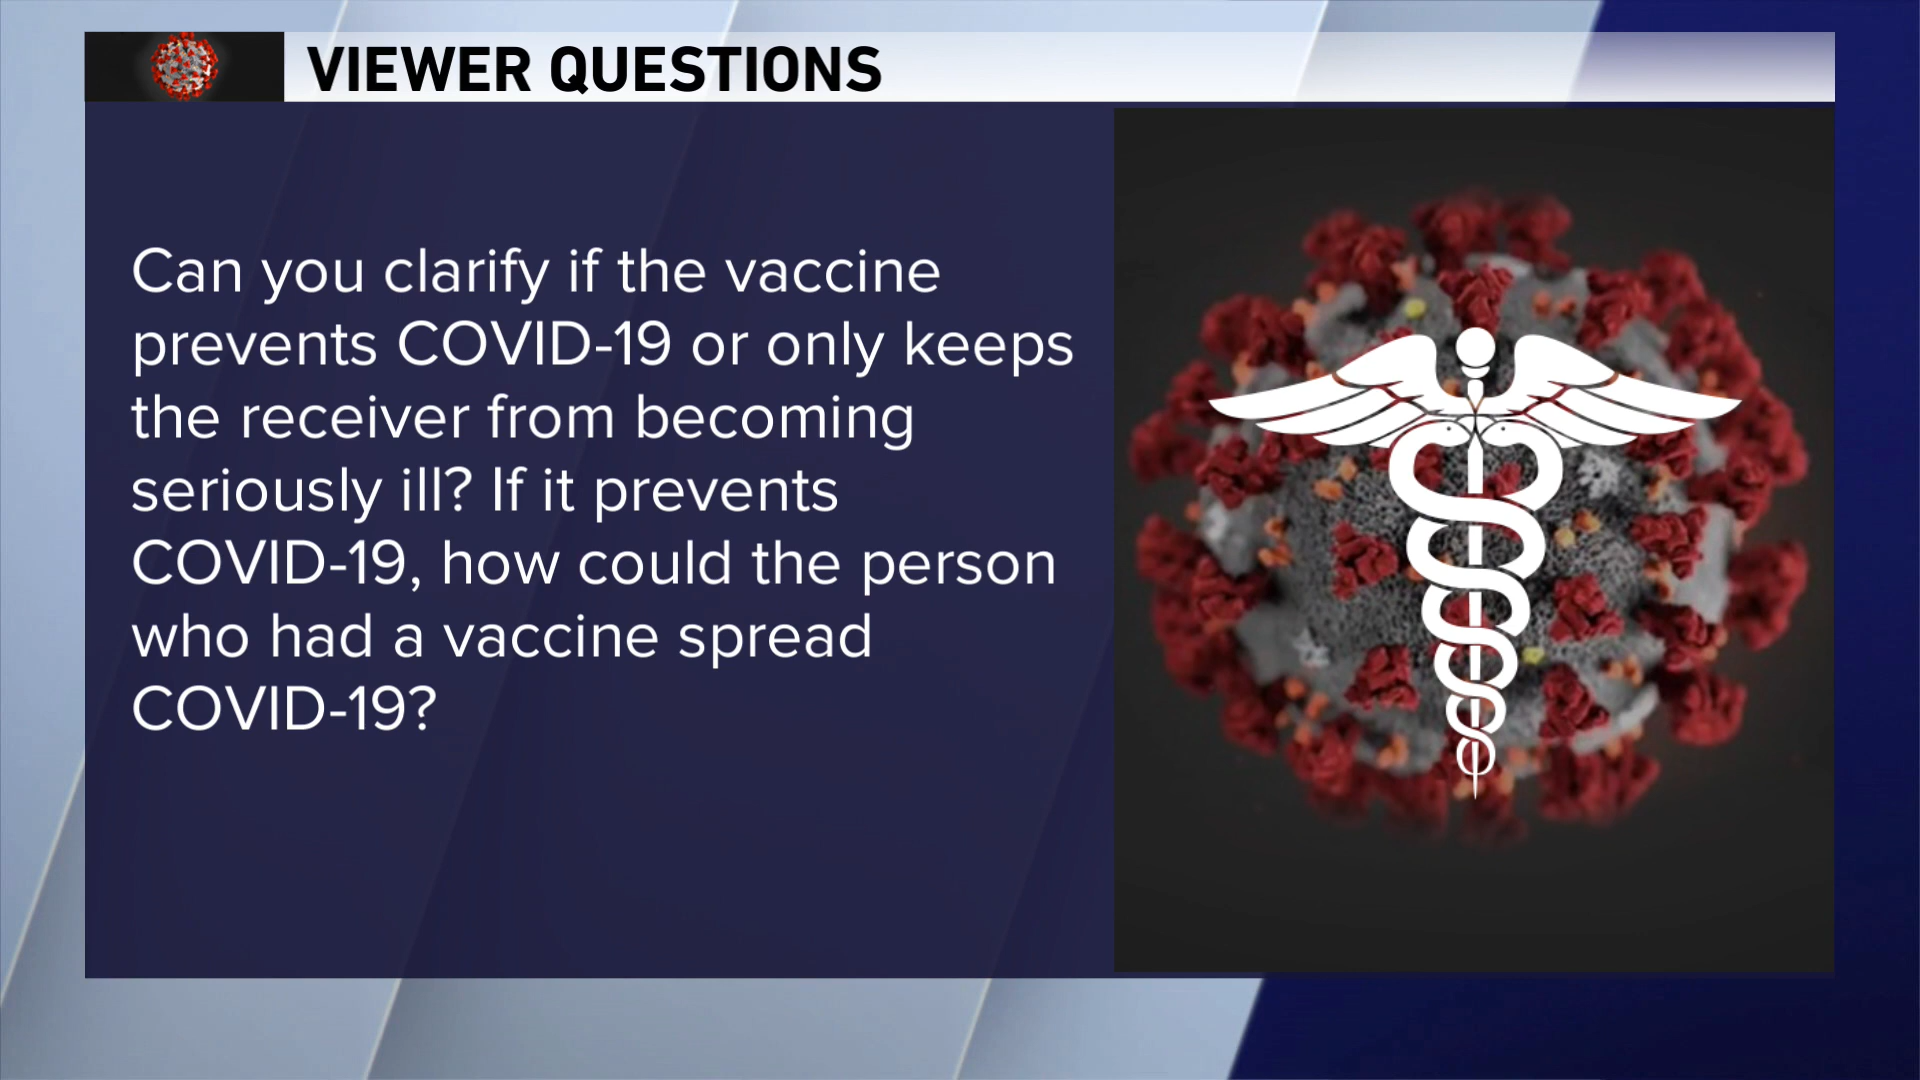 VIEWER QUESTIONS
Can you clarify if the vaccine
prevents COVID-19 or only keeps
the receiver from becoming
seriously ill? If it prevents
COVID-19, how could the person
who had a vaccine spread
COVID-19?